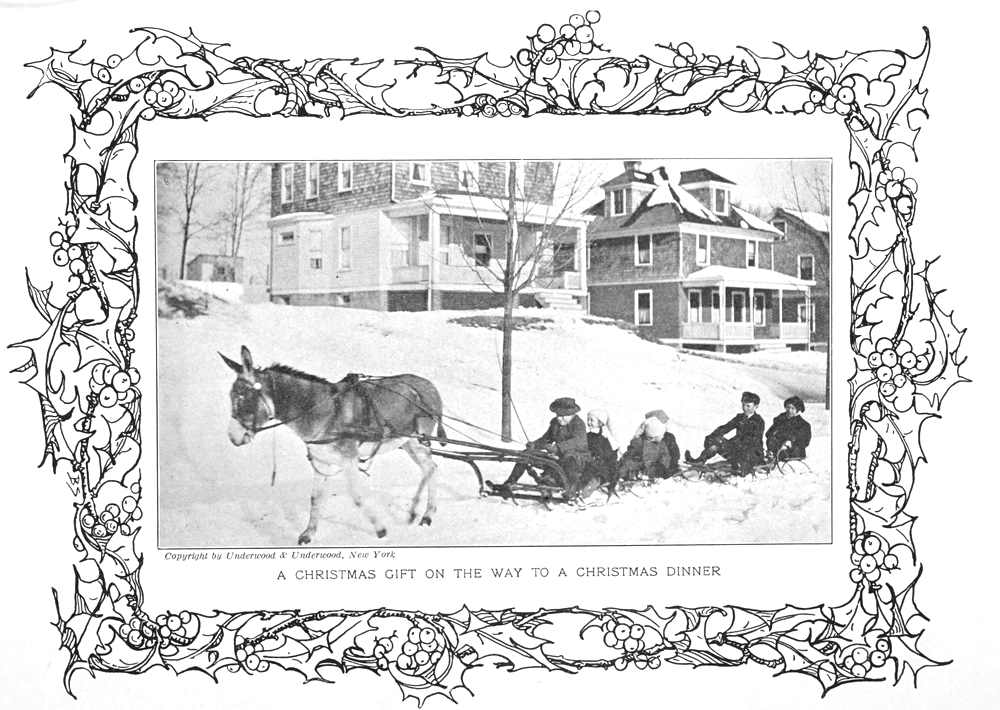 Copyright by Underwood & Underwood, New York
A CHRISTMAS GIFT ON THE WAY TO A CHRISTMAS DINNER